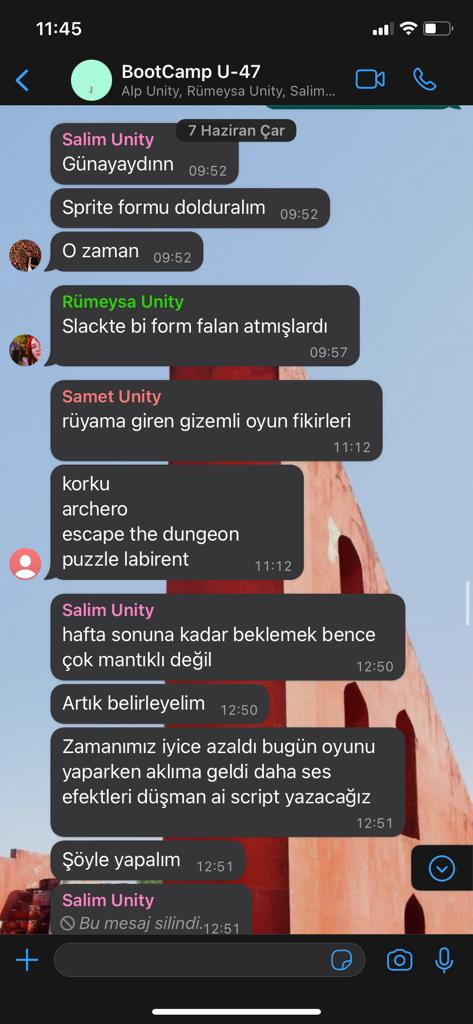 11:45
BootCamp U-47
Alp Unity, Rümeysa Unity, Salim...
7 Haziran Çar
Salim Unity
Günayaydınn 09:52
Sprite formu dolduralım 09:52
O zaman 09:52
Rümeysa Unity
Slackte bi form falan atmışlardı
09:57
Samet Unity
rüyama giren gizemli oyun fikirleri
11:12
korku
archero
escape the dungeon
puzzle labirent 11:12
Salim Unity
hafta sonuna kadar beklemek bence
çok mantıklı değil 12:50
Artık belirleyelim 12:50
Zamanımız iyice azaldı bugün oyunu
yaparken aklıma geldi daha ses
efektleri düşman ai script yazacağız
12:51
Şöyle yapalım 12:51
Salim Unity
Bu mesaj silindi. 12:51